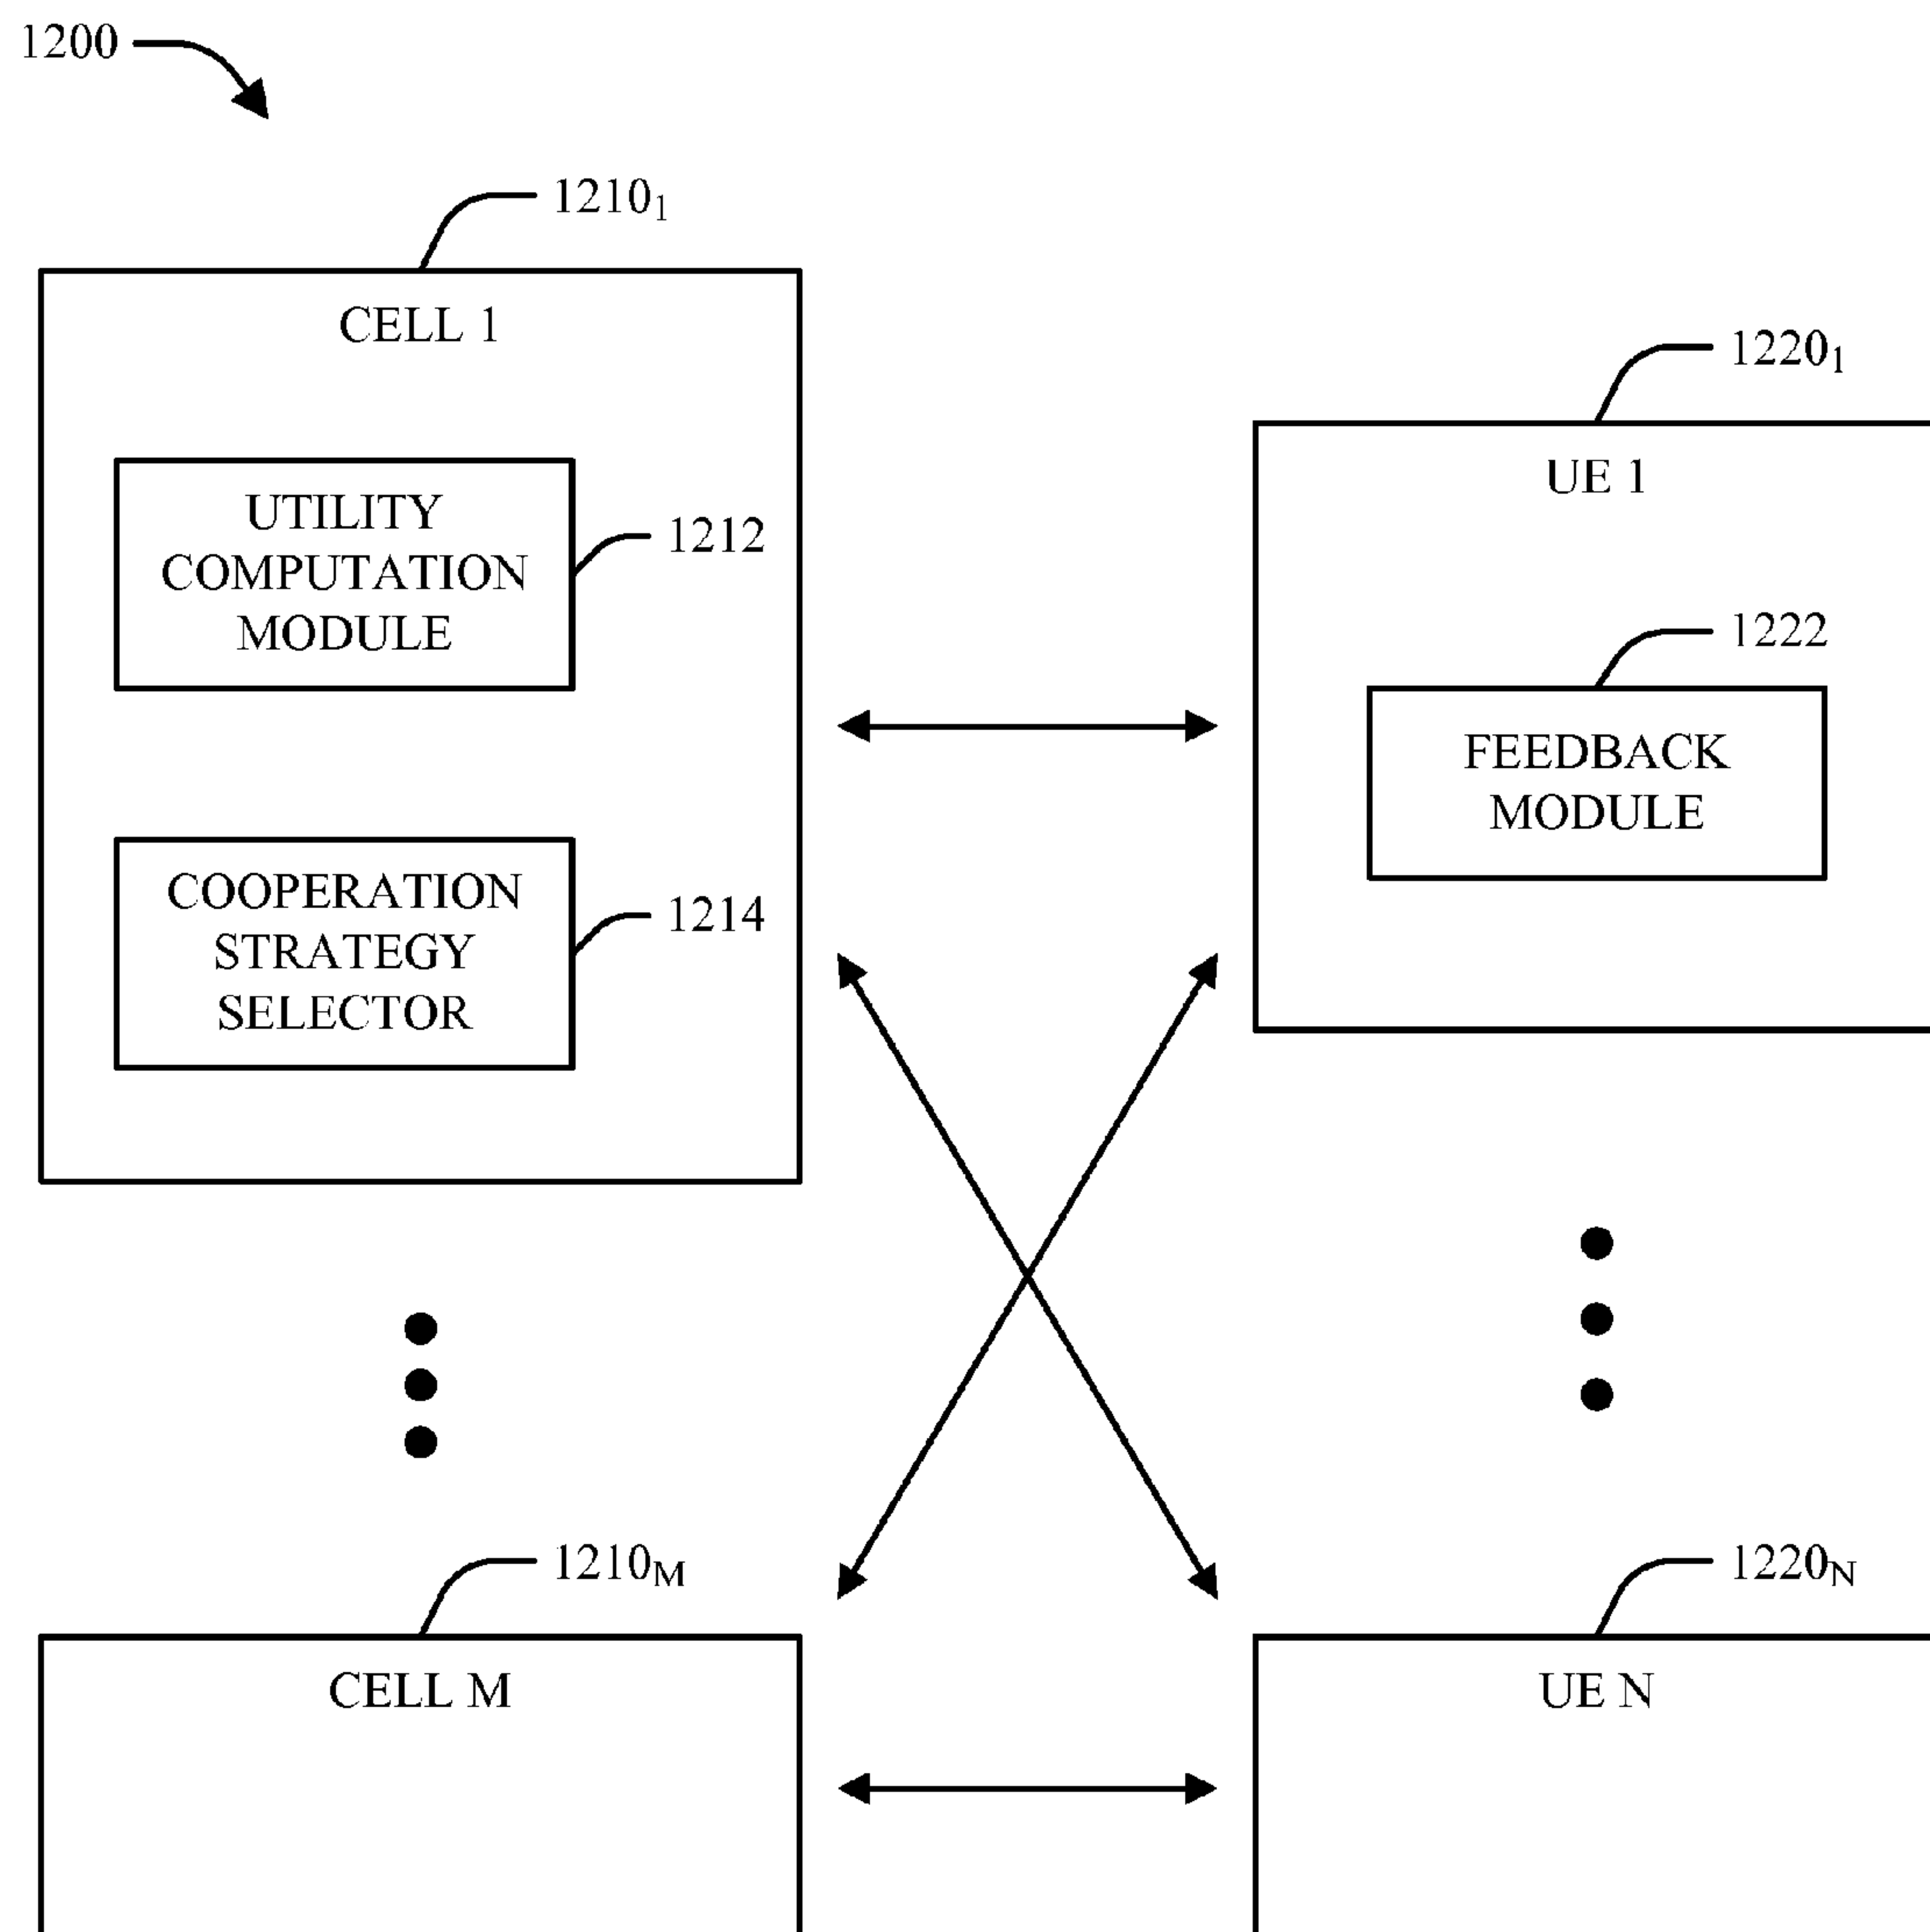 1200
1210₁
CELL 1
1220₁
UE 1
UTILITY
COMPUTATION
MODULE
1212
1222
FEEDBACK
MODULE
COOPERATION
STRATEGY
SELECTOR
1214
1210M
CELL M
1220N
UE N